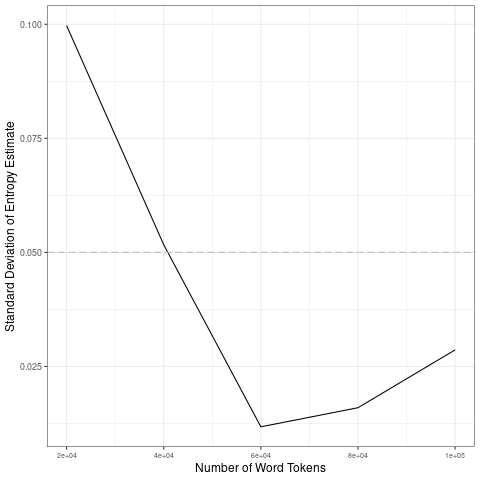 0.100
0.075
0.050
0.025
Standard Deviation of Entropy Estimate
2e+04 4e+04 6e+04 8e+04 1e+05
Number of Word Tokens